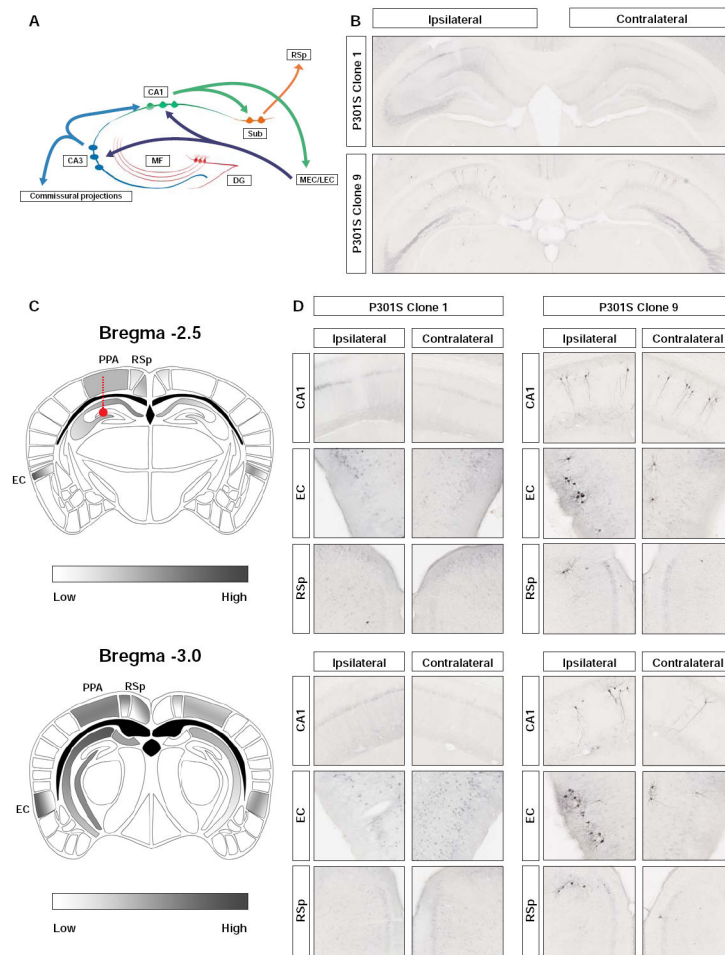 A
RSp
CA1
Sub
CA3
MF
DG
MEC/LEC
Commissural projections
B
Ipsilateral
Contralateral
P301S Clone 1
P301S Clone 9
C
Bregma -2.5
PPA
RSp
EC
Low
High
Bregma -3.0
PPA
RSp
EC
Low
High
D
P301S Clone 1
P301S Clone 9
Ipsilateral
Contralateral
Ipsilateral
Contralateral
CA1
CA1
EC
EC
RSp
RSp
Ipsilateral
Contralateral
Ipsilateral
Contralateral
CA1
CA1
EC
EC
RSp
RSp